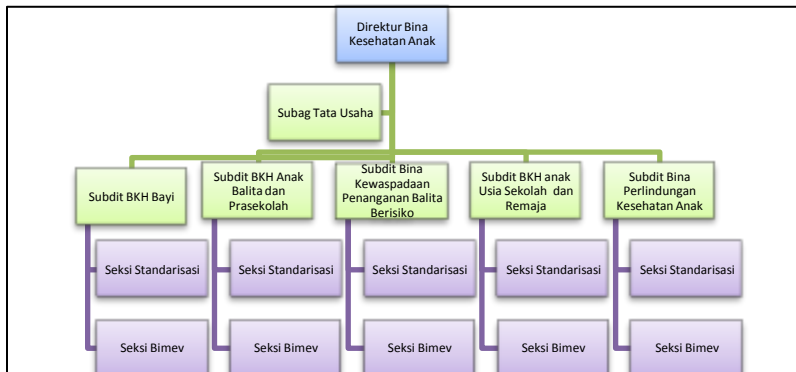 Direktur Bina
Kesehatan Anak
Subag Tata Usaha
Subdit BKH Bayi
Subdit BKH Anak
Balita dan
Prasekolah
Subdit Bina
Kewaspadaan
Penanganan Balita
Berisiko
Subdit BKH anak
Usia Sekolah dan
Remaja
Subdit Bina
Perlindungan
Kesehatan Anak
Seksi Standarisasi
Seksi Standarisasi
Seksi Standarisasi
Seksi Standarisasi
Seksi Standarisasi
Seksi Bimev
Seksi Bimev
Seksi Bimev
Seksi Bimev
Seksi Bimev